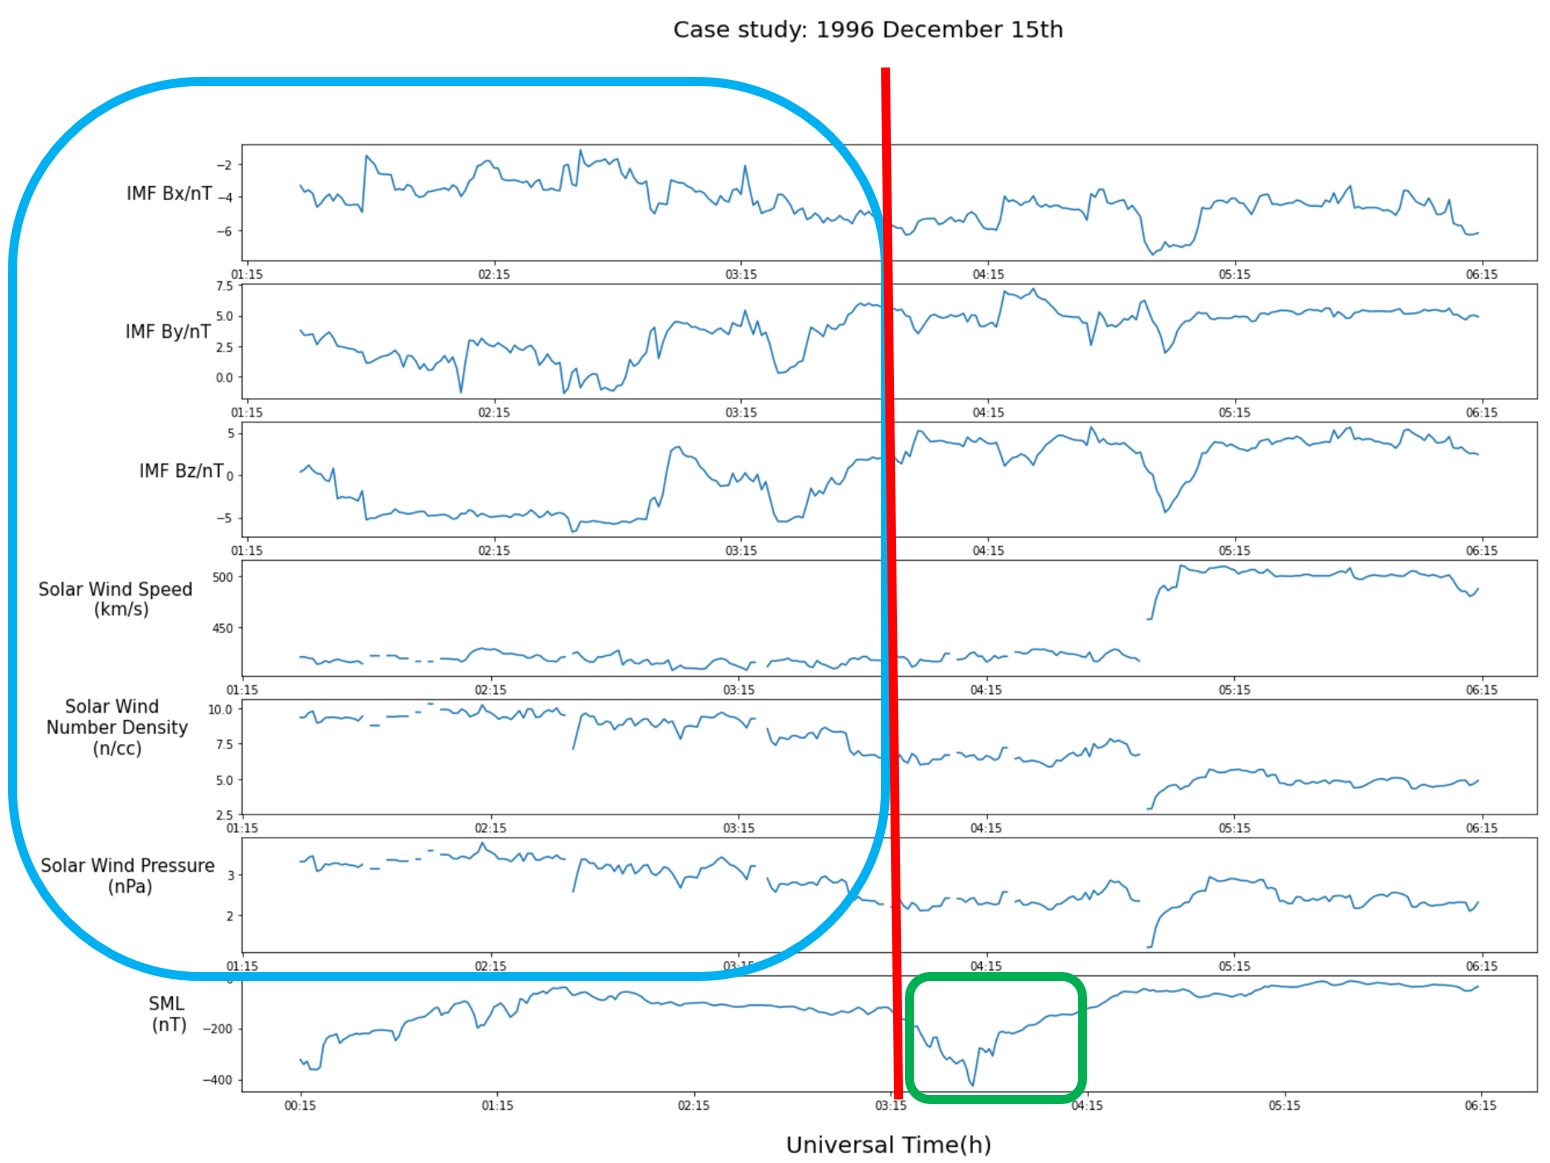 Case study: 1996 December 15th
IMF Bx/nT
−2
−4
−6
01:15 02:15 03:15 04:15 05:15 06:15
IMF By/nT
7.5
5.0
2.5
0.0
01:15 02:15 03:15 04:15 05:15 06:15
IMF Bz/nT
5
0
−5
01:15 02:15 03:15 04:15 05:15 06:15
Solar Wind Speed
(km/s)
500
450
01:15 02:15 03:15 04:15 05:15 06:15
Solar Wind
Number Density
(n/cc)
10.0
7.5
5.0
2.5
01:15 02:15 03:15 04:15 05:15 06:15
Solar Wind Pressure
(nPa)
3
2
01:15 02:15 03:15 04:15 05:15 06:15
SML
(nT)
0
−200
−400
00:15 01:15 02:15 03:15 04:15 05:15 06:15
Universal Time(h)